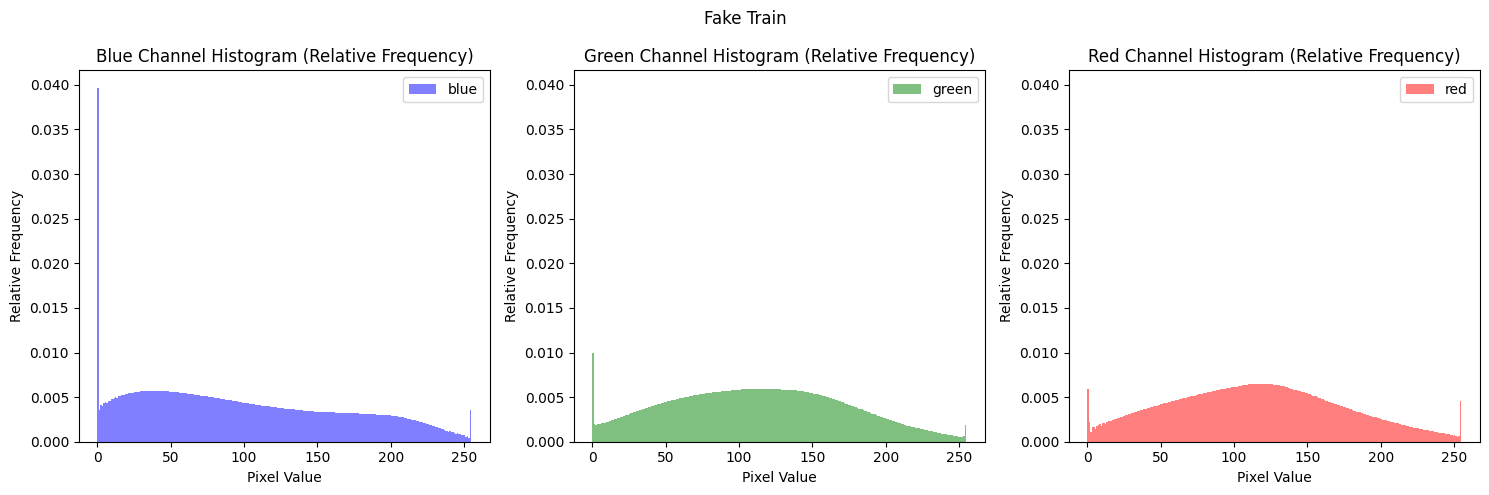 Fake Train
Blue Channel Histogram (Relative Frequency)
Green Channel Histogram (Relative Frequency)
Red Channel Histogram (Relative Frequency)
blue
green
red
Relative Frequency
0.040
0.035
0.030
0.025
0.020
0.015
0.010
0.005
0.000
0 50 100 150 200 250
Pixel Value
Relative Frequency
0.040
0.035
0.030
0.025
0.020
0.015
0.010
0.005
0.000
0 50 100 150 200 250
Pixel Value
Relative Frequency
0.040
0.035
0.030
0.025
0.020
0.015
0.010
0.005
0.000
0 50 100 150 200 250
Pixel Value